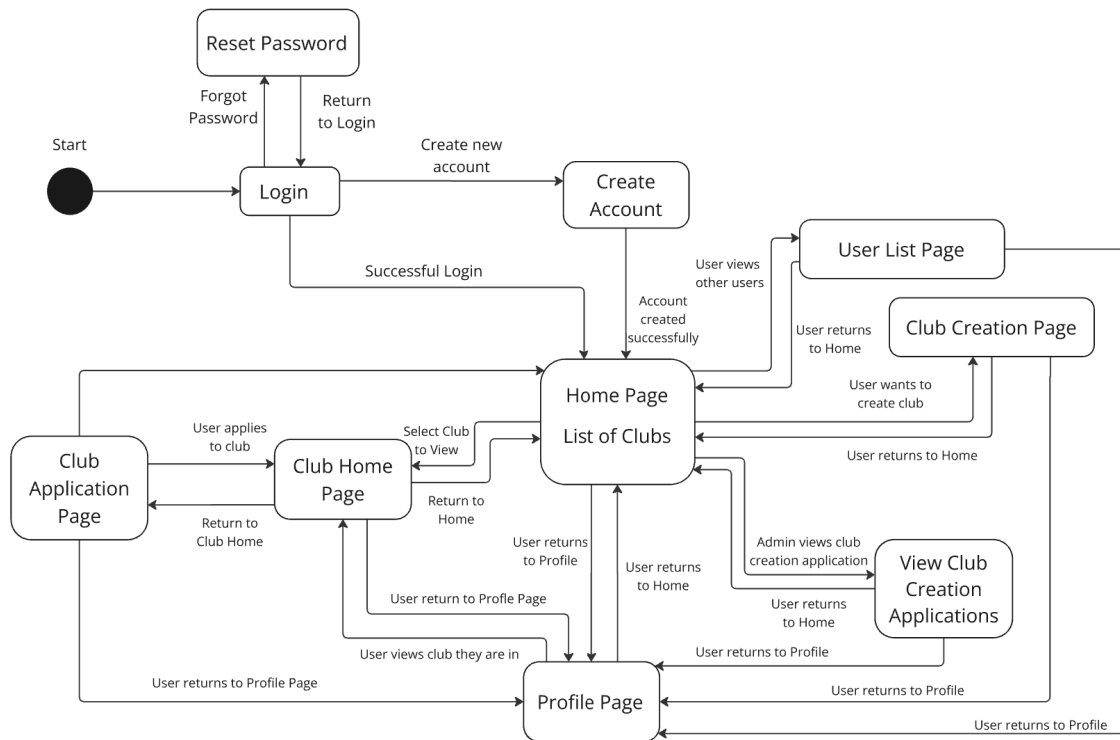 Reset Password
Forgot
Password
Return
to Login
Start
Login
Create new
account
Create
Account
Successful Login
Account
created
successfully
User views
other users
User List Page
User returns
to Home
Club Creation Page
User wants to
create club
User returns to Home
Home Page
List of Clubs
Select Club
to View
Return to
Home
User applies
to club
Club
Application
Page
Club Home
Page
Return to
Club Home
User returns
to Profile
User returns
to Home
Admin views club
creation application
View Club
Creation
Applications
User returns
to Home
User return to Profle Page
User views club they are in
User returns to Profile
User returns to Profile Page
Profile Page
User returns to Profile
User returns to Profile